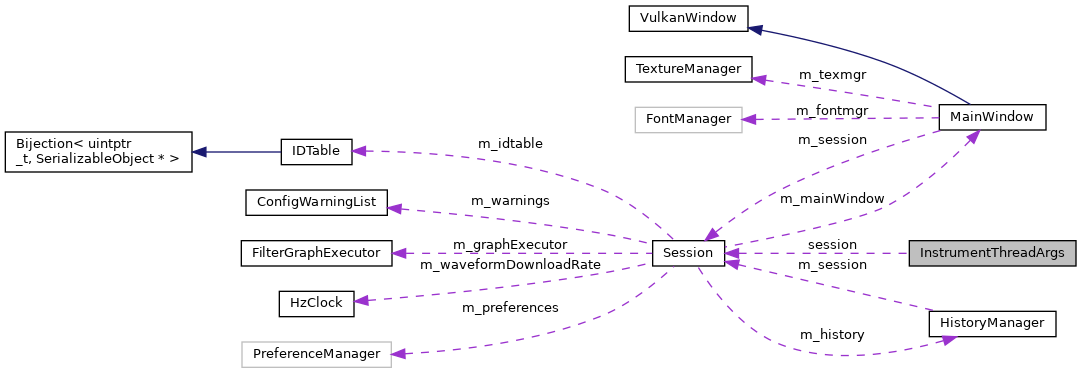 VulkanWindow
TextureManager
m_texmgr
FontManager
m_fontmgr
MainWindow
m_session
Bijection< uintptr
_t, SerializableObject * >
IDTable
m_idtable
ConfigWarningList
m_warnings
m_mainWindow
FilterGraphExecutor
m_graphExecutor
Session
session
InstrumentThreadArgs
m_waveformDownloadRate
m_session
HzClock
m_preferences
HistoryManager
m_history
PreferenceManager